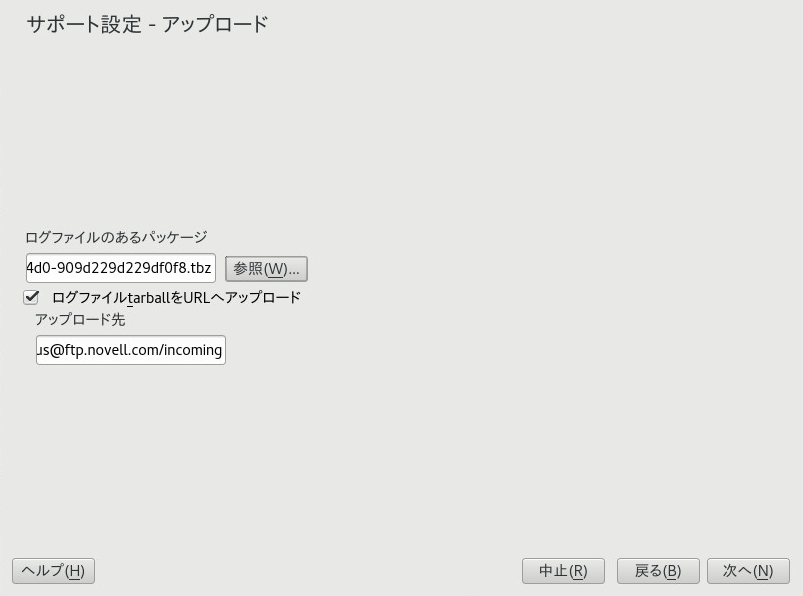 サポート設定 - アップロード
ログファイルのあるパッケージ
4d0-909d229d229df0f8.tbz 参照(W)...
ログファイルtarballをURLへアップロード
アップロード先
us@ftp.novell.com/incoming
ヘルプ(H) 中止(R) 戻る(B) 次へ(N)